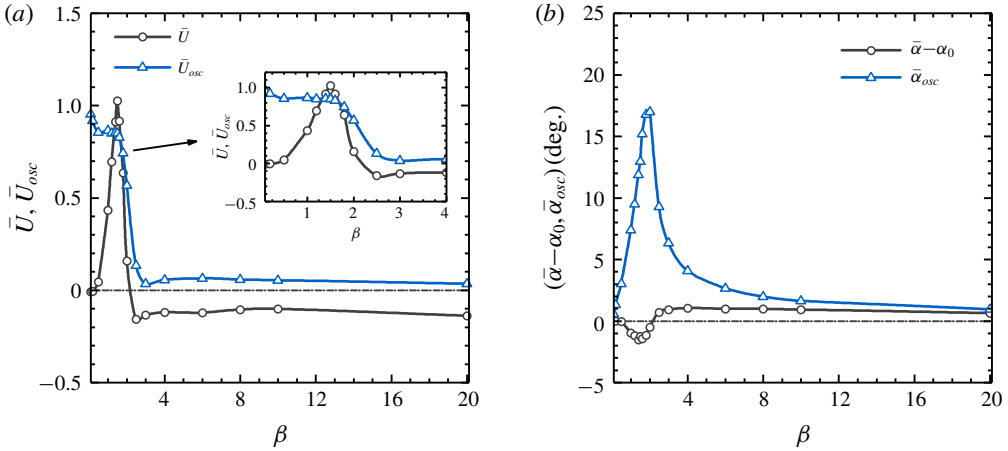 (a)
Ū
Ū_osc
1.5
1.0
0.5
0
−0.5
Ū, Ū_osc
0 4 8 12 16 20
β
1.0
0.5
0
−0.5
Ū, Ū_osc
1 2 3 4
β
(b)
ᾱ−α₀
ᾱ_osc
25
20
15
10
5
0
−5
(ᾱ−α₀, ᾱ_osc) (deg.)
4 8 12 16 20
β